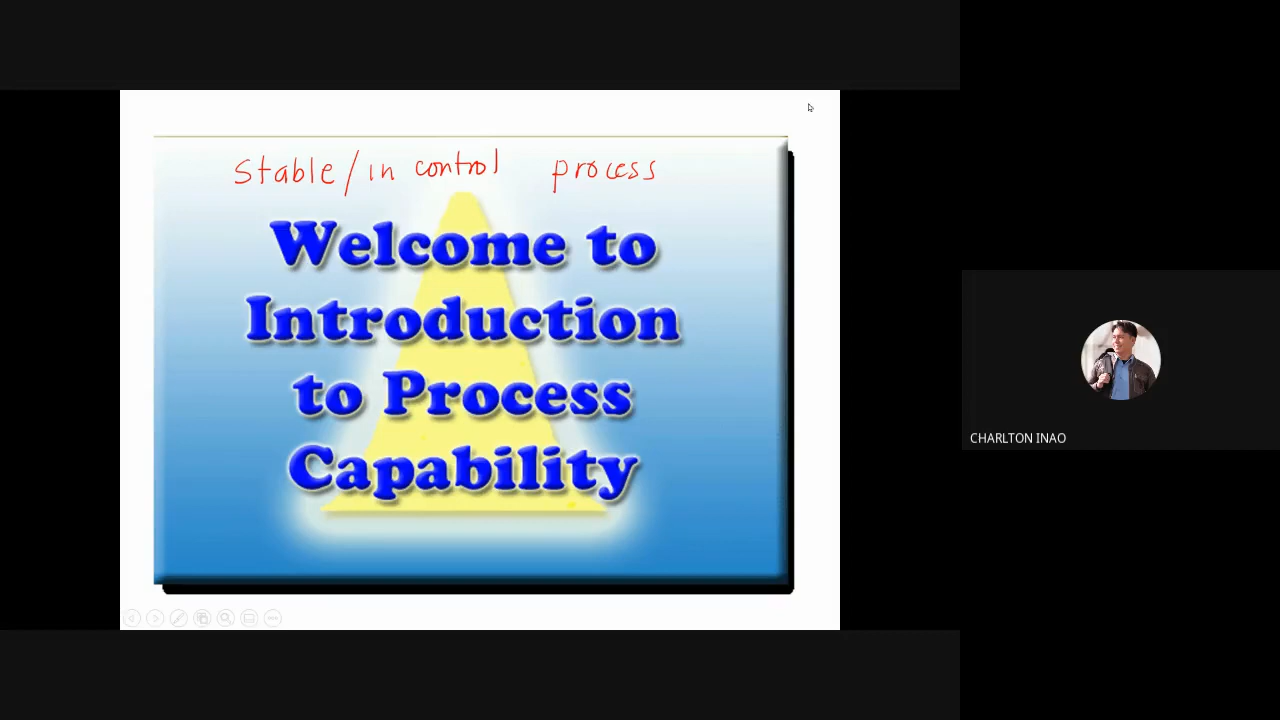 Stable/in control process
Welcome to
Introduction
to Process
Capability
CHARLTON INAO